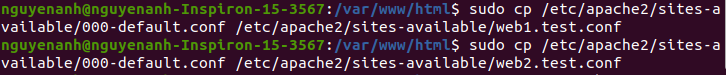 nguyenanh@nguyenanh-Inspiron-15-3567:/var/www/html$ sudo cp /etc/apache2/sites-a
vailable/000-default.conf /etc/apache2/sites-available/web1.test.conf
nguyenanh@nguyenanh-Inspiron-15-3567:/var/www/html$ sudo cp /etc/apache2/sites-a
vailable/000-default.conf /etc/apache2/sites-available/web2.test.conf